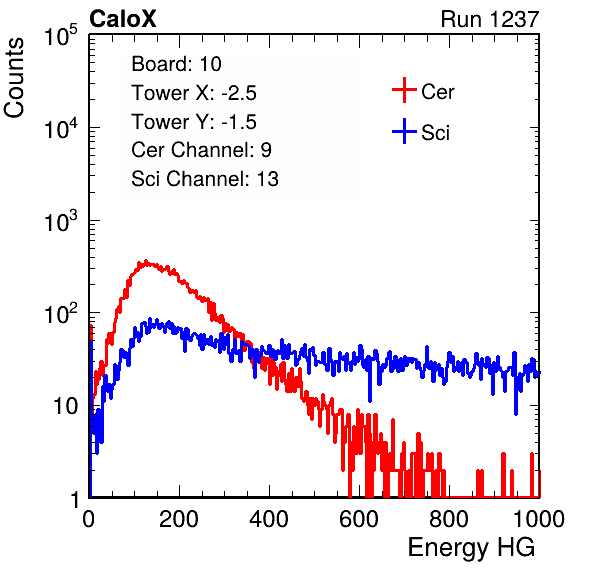 CaloX Run 1237
Counts
10^5
10^4
10^3
10^2
10
1
Board: 10
Tower X: -2.5
Tower Y: -1.5
Cer Channel: 9
Sci Channel: 13
Cer
Sci
0 200 400 600 800 1000
Energy HG